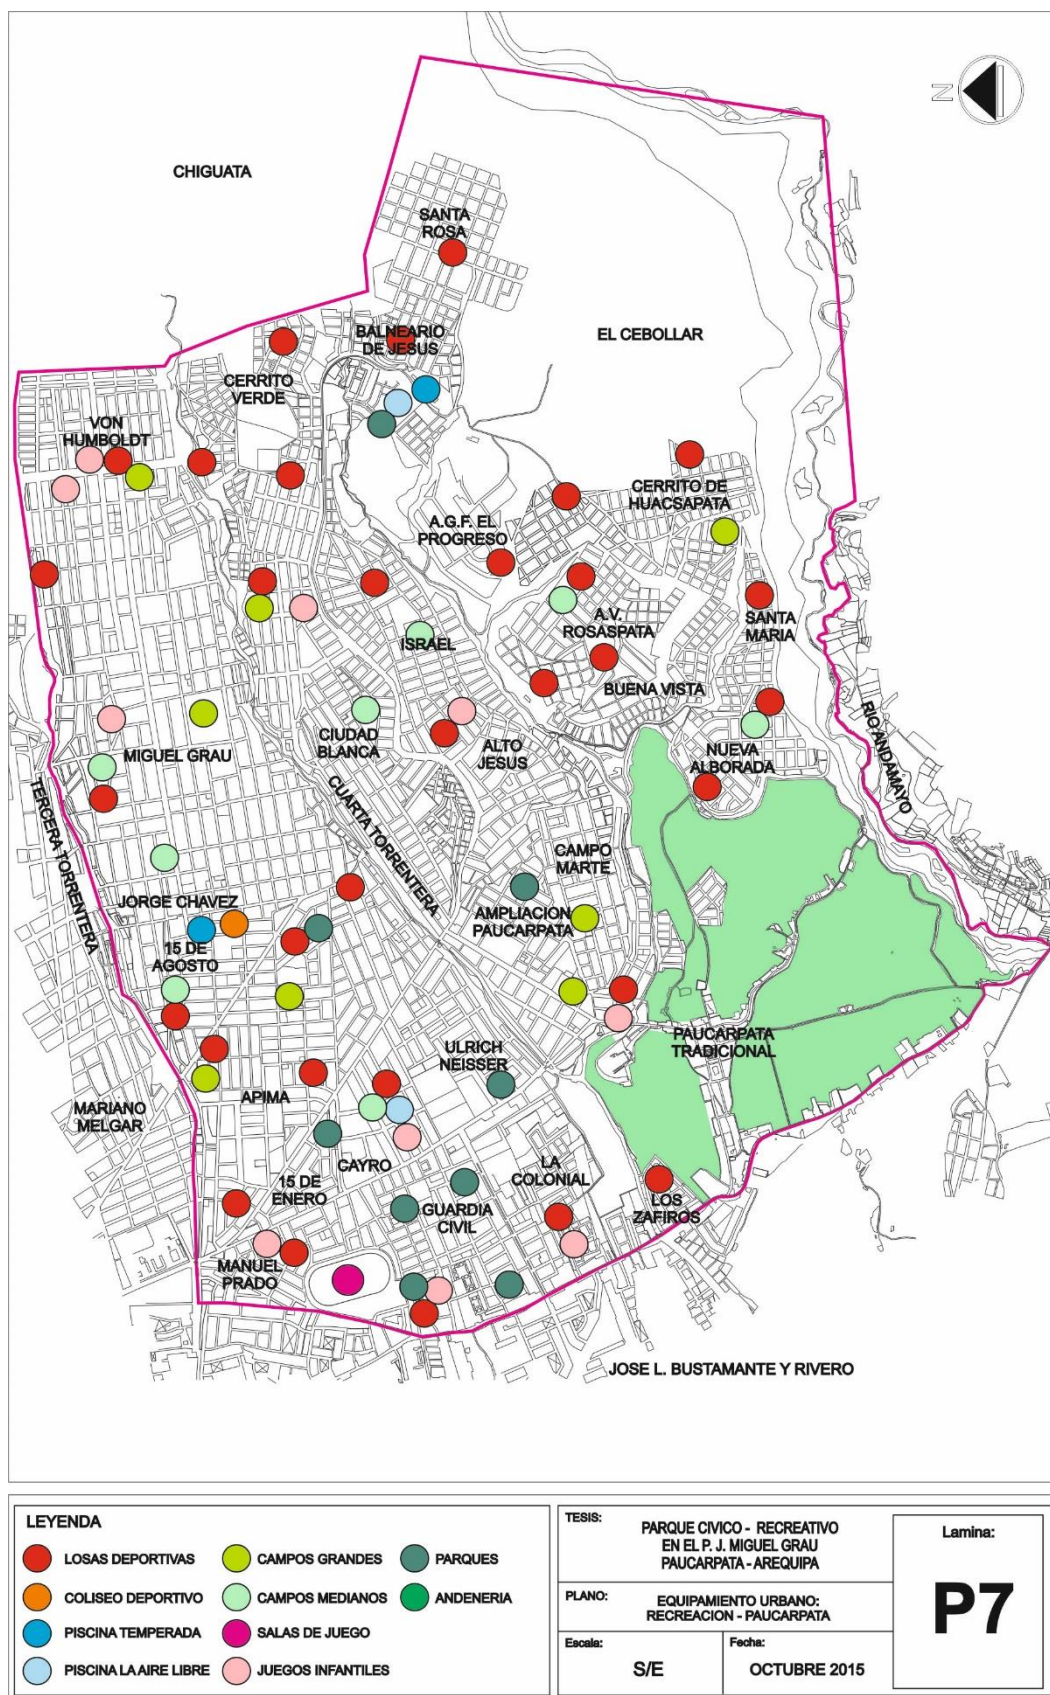 N
CHIGUATA
SANTA
ROSA
EL CEBOLLAR
BALNEARIO
DE JESUS
CERRITO
VERDE
VON
HUMBOLDT
CERRITO DE
HUACSAPATA
A.G.F. EL
PROGRESO
SANTA
MARIA
A.V.
ROSASPATA
ISRAEL
BUENA VISTA
RIO ANDAMAYO
CIUDAD
BLANCA
MIGUEL GRAU
ALTO
JESUS
NUEVA
ALBORADA
TERCERA TORRENTERA
CUARTA TORRENTERA
CAMPO
MARTE
JORGE CHAVEZ
AMPLIACION
PAUCARPATA
15 DE
AGOSTO
PAUCARPATA
TRADICIONAL
ULRICH
NEISSER
MARIANO
MELGAR
APIMA
CAYRO
LA
COLONIAL
15 DE
ENERO
GUARDIA
CIVIL
LOS
ZAFIROS
MANUEL
PRADO
JOSE L. BUSTAMANTE Y RIVERO
LEYENDA
LOSAS DEPORTIVAS
COLISEO DEPORTIVO
PISCINA TEMPERADA
PISCINA LA AIRE LIBRE
CAMPOS GRANDES
CAMPOS MEDIANOS
SALAS DE JUEGO
JUEGOS INFANTILES
PARQUES
ANDENERIA
TESIS:
PARQUE CIVICO - RECREATIVO
EN EL P. J. MIGUEL GRAU
PAUCARPATA - AREQUIPA
PLANO:
EQUIPAMIENTO URBANO:
RECREACION - PAUCARPATA
Escala:
S/E
Fecha:
OCTUBRE 2015
Lamina:
P7